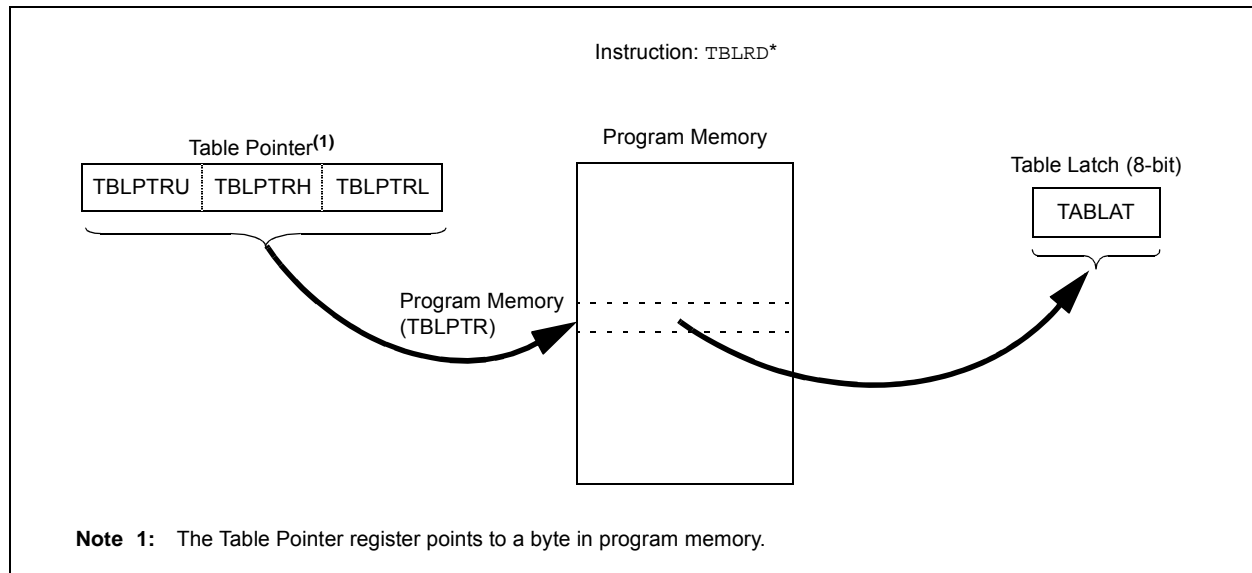 Instruction: TBLRD*
Table Pointer(1)
TBLPTRU TBLPTRH TBLPTRL
Program Memory
Table Latch (8-bit)
TABLAT
Program Memory
(TBLPTR)
Note 1: The Table Pointer register points to a byte in program memory.